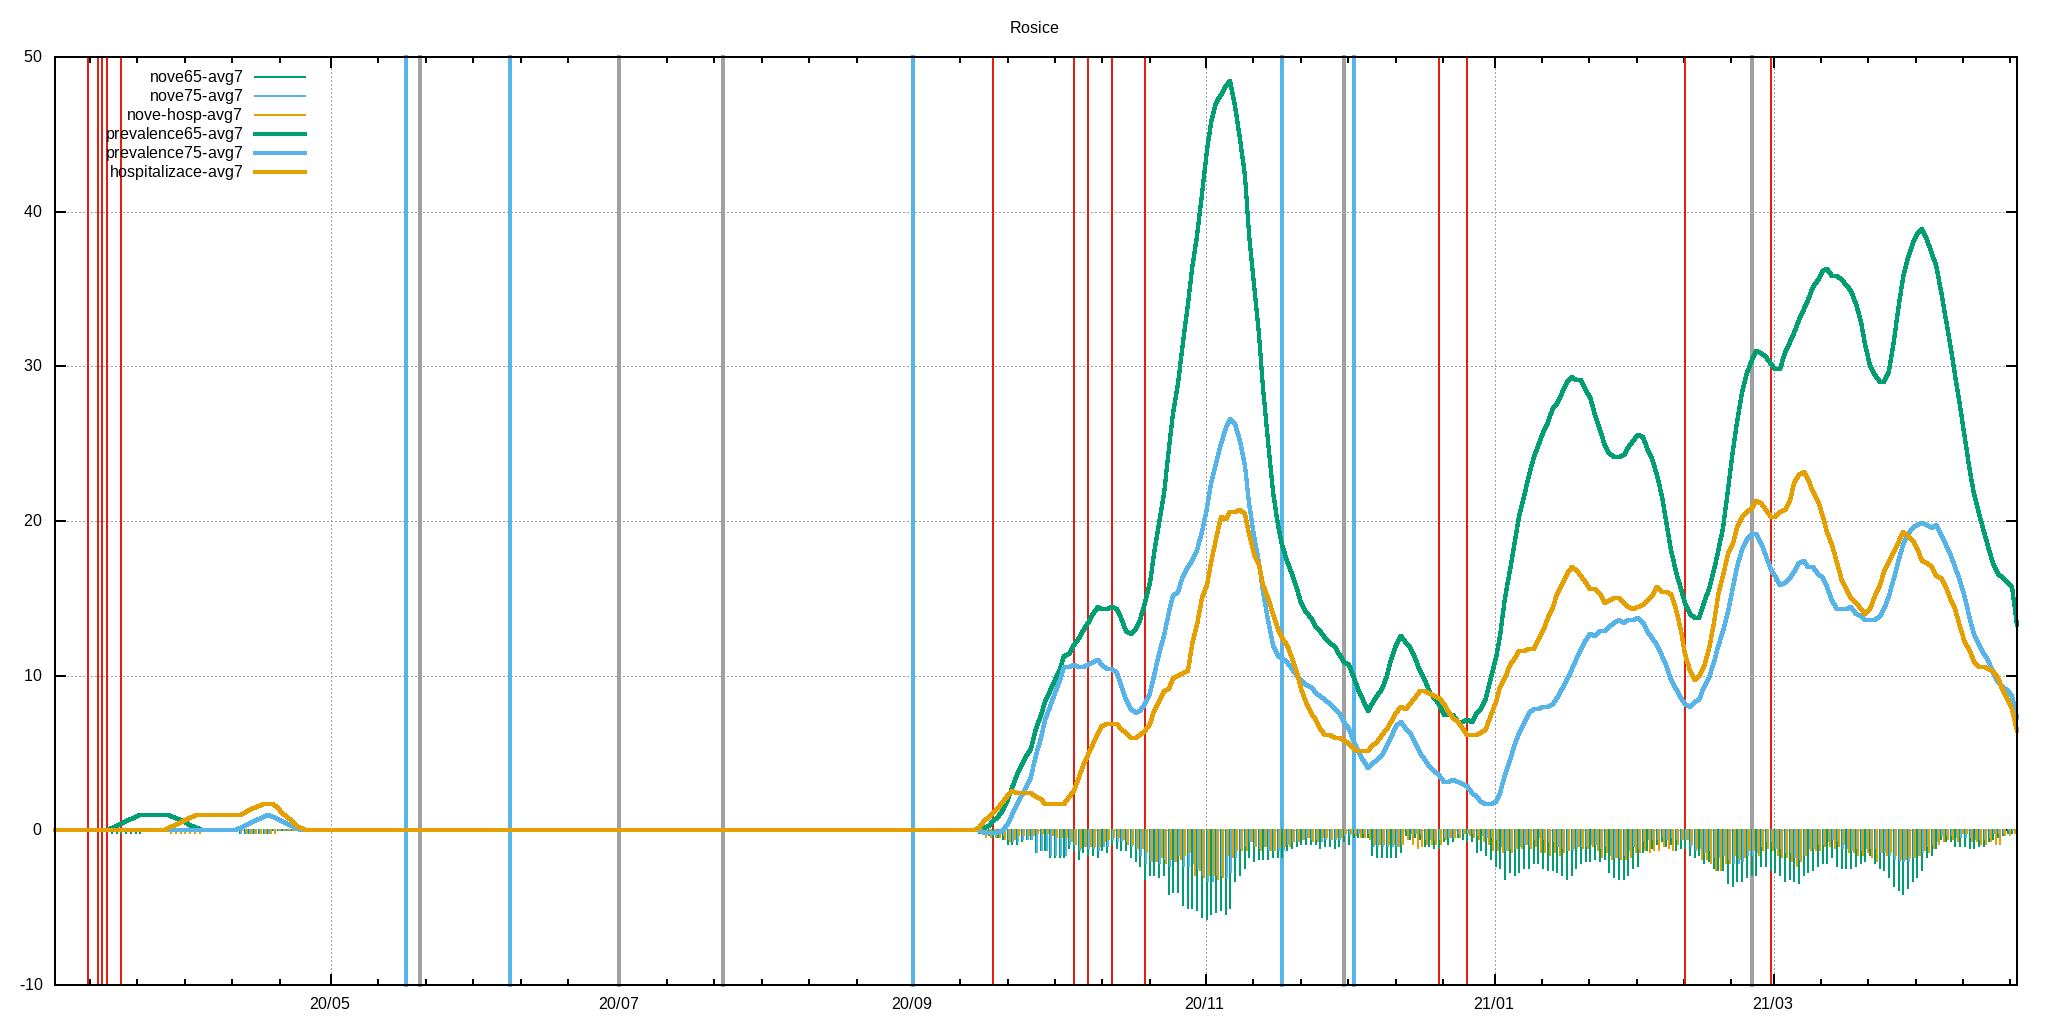 Rosice
50
nove65-avg7
nove75-avg7
nove-hosp-avg7
prevalence65-avg7
prevalence75-avg7
hospitalizace-avg7
40
30
20
10
0
-10
20/05 20/07 20/09 20/11 21/01 21/03